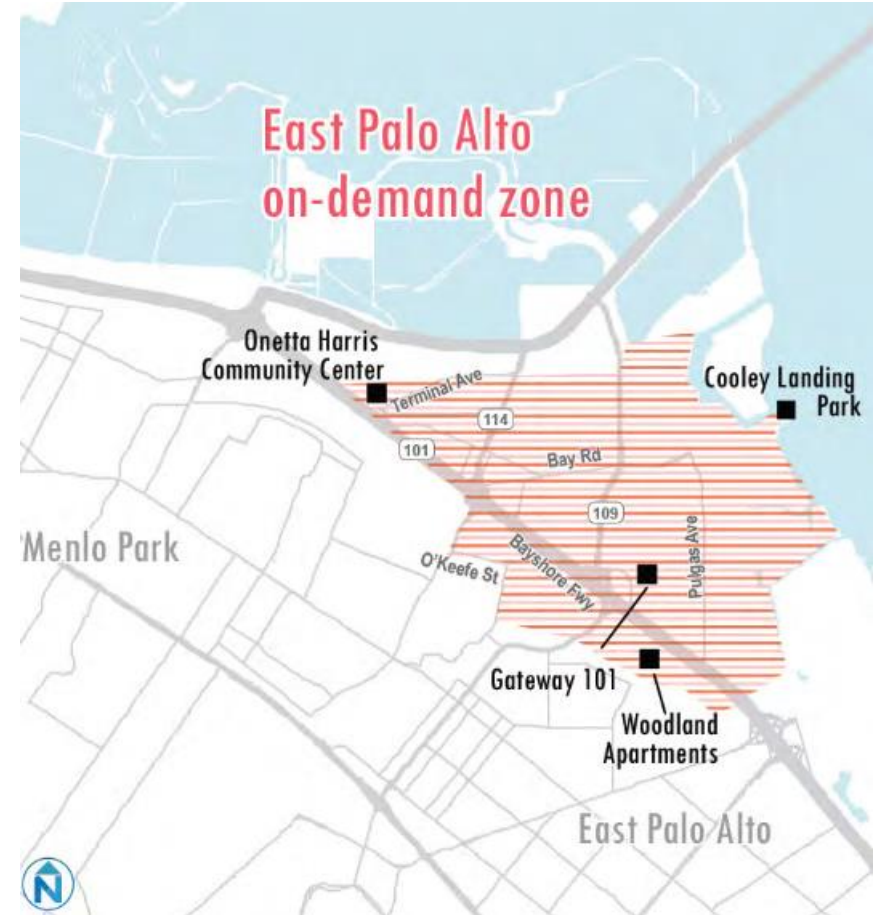 East Palo Alto
on-demand zone
Onetta Harris
Community Center
Terminal Ave
Cooley Landing
Park
114
101
Bay Rd
109
Menlo Park
O'Keefe St
Bayshore Fwy
Pulgas Ave
Gateway 101
Woodland
Apartments
East Palo Alto
N